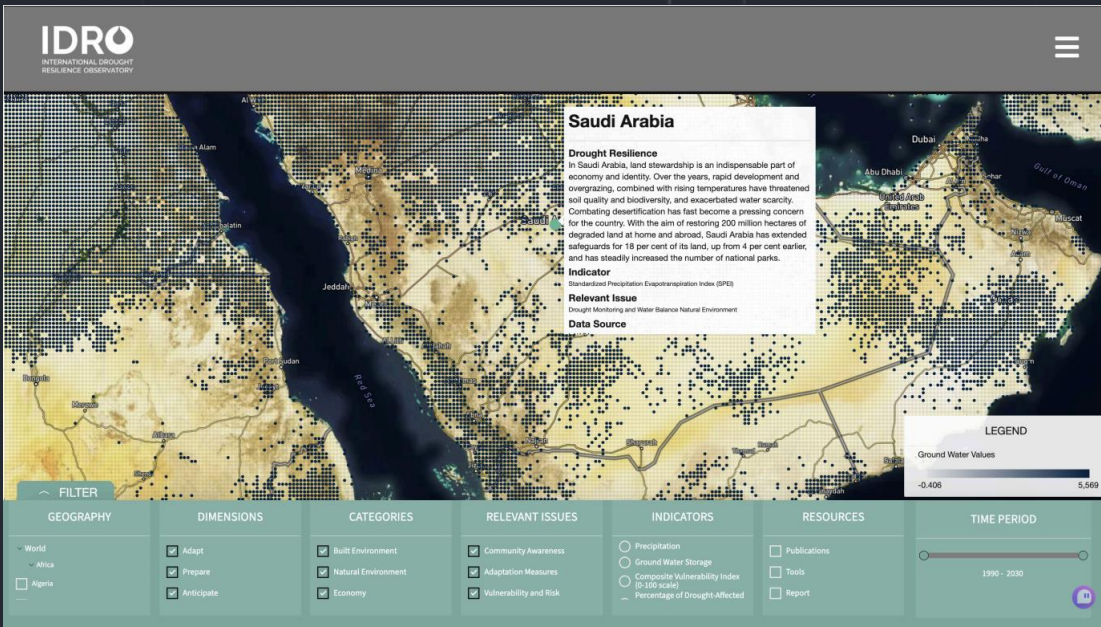 IDRO
INTERNATIONAL DROUGHT
RESILIENCE OBSERVATORY
Saudi Arabia
Drought Resilience
In Saudi Arabia, land stewardship is an indispensable part of
economy and identity. Over the years, rapid development and
overgrazing, combined with rising temperatures have threatened
soil quality and biodiversity, and exacerbated water scarcity.
Combating desertification has fast become a pressing concern
for the country. With the aim of restoring 200 million hectares of
degraded land at home and abroad, Saudi Arabia has extended
safeguards for 18 per cent of its land, up from 4 per cent earlier,
and has steadily increased the number of national parks.
Indicator
Standardized Precipitation Evapotranspiration Index (SPEI)
Relevant Issue
Drought Monitoring and Water Balance Natural Environment
Data Source
Alam
Medina
Saudi
Jeddah
Red Sea
Dubai
Abu Dhabi
United Arab
Emirates
Gulf of Oman
Muscat
Nizwa
Dunqula
Merawe
Atbara
Najran
Sharurah
LEGEND
Ground Water Values
-0.406
5,569
FILTER
GEOGRAPHY
World
Africa
Algeria
DIMENSIONS
Adapt
Prepare
Anticipate
CATEGORIES
Built Environment
Natural Environment
Economy
RELEVANT ISSUES
Community Awareness
Adaptation Measures
Vulnerability and Risk
INDICATORS
Precipitation
Ground Water Storage
Composite Vulnerability Index
(0-100 scale)
Percentage of Drought-Affected
RESOURCES
Publications
Tools
Report
TIME PERIOD
1990 - 2030